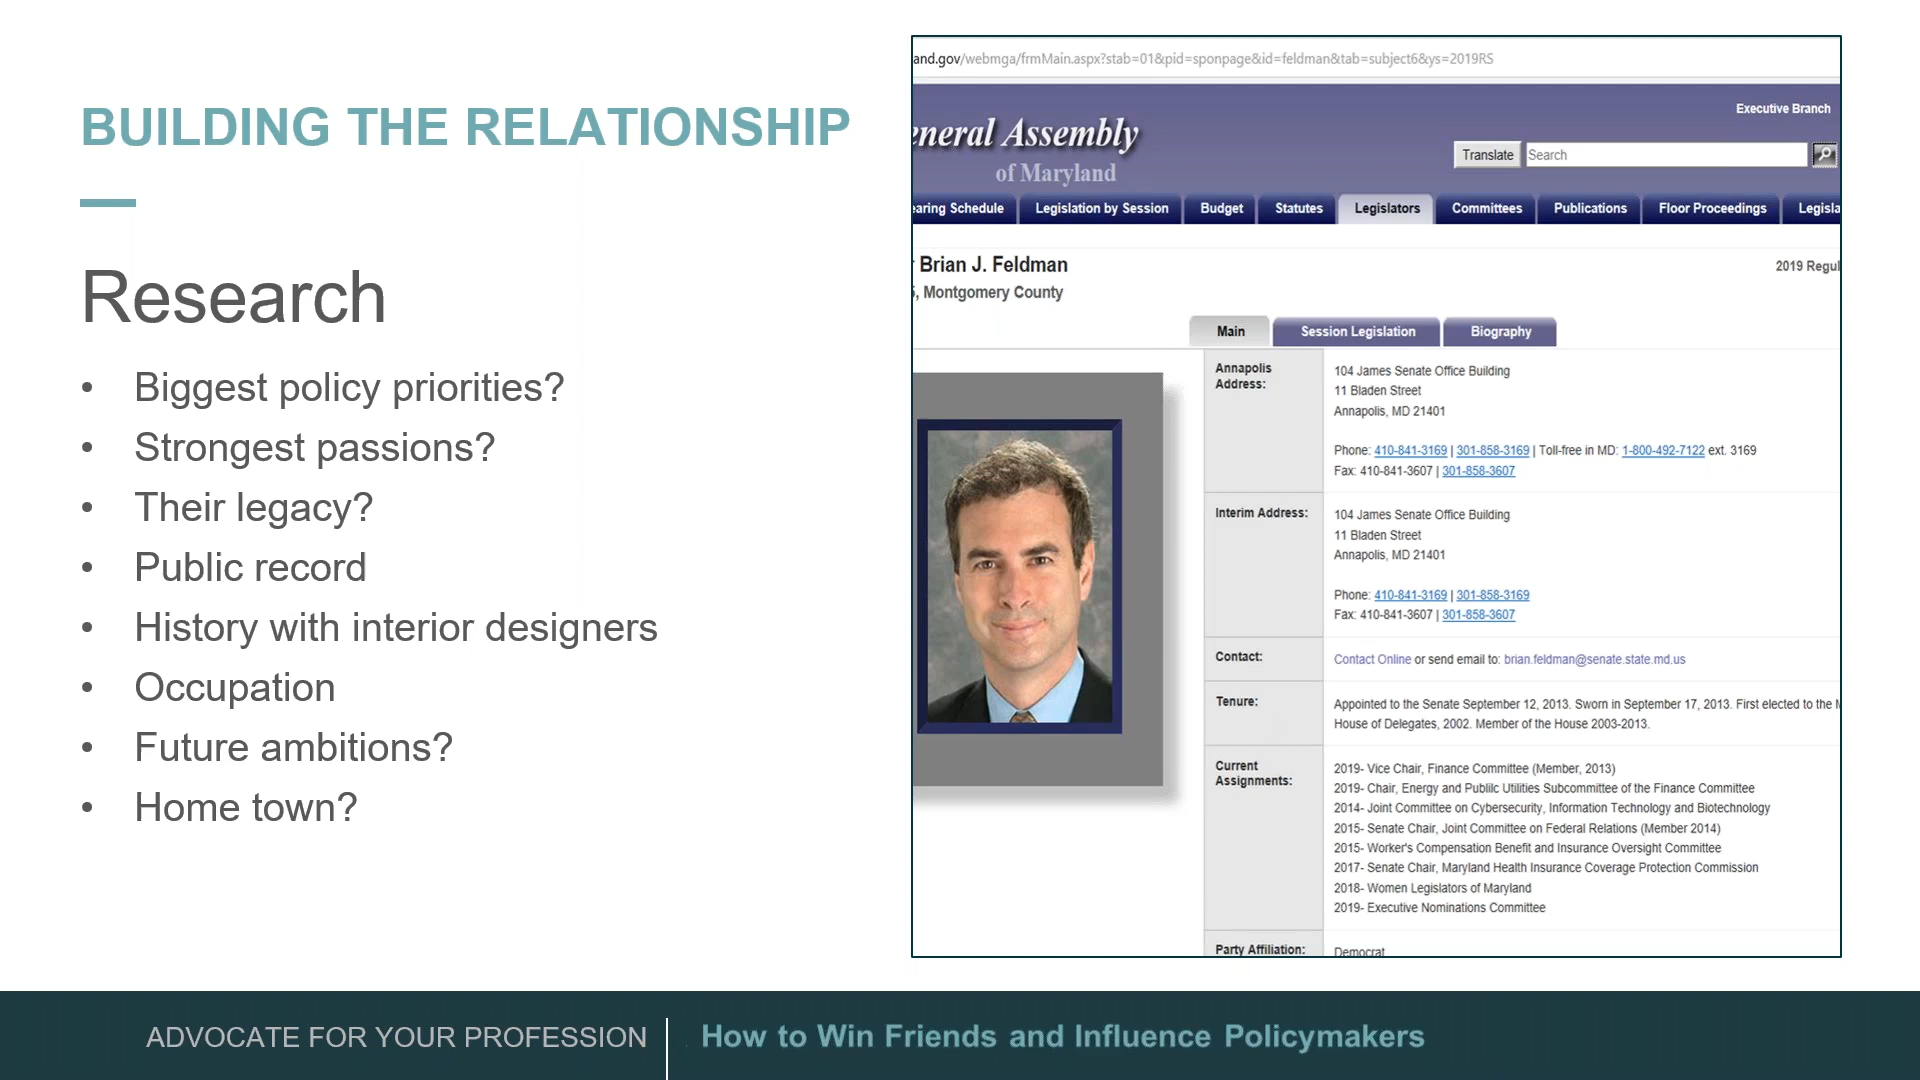 BUILDING THE RELATIONSHIP
Research
• Biggest policy priorities?
• Strongest passions?
• Their legacy?
• Public record
• History with interior designers
• Occupation
• Future ambitions?
• Home town?
and.gov/webmga/frmMain.aspx?stab=01&pid=sponpage&id=feldman&tab=subject6&ys=2019RS
Executive Branch
eneral Assembly
of Maryland
Translate Search
earing Schedule Legislation by Session Budget Statutes Legislators Committees Publications Floor Proceedings Legisla
Brian J. Feldman
2019 Regul
, Montgomery County
Main Session Legislation Biography
Annapolis
Address:
104 James Senate Office Building
11 Bladen Street
Annapolis, MD 21401
Phone: 410-841-3169 | 301-858-3169 | Toll-free in MD: 1-800-492-7122 ext. 3169
Fax: 410-841-3607 | 301-858-3607
Interim Address:
104 James Senate Office Building
11 Bladen Street
Annapolis, MD 21401
Phone: 410-841-3169 | 301-858-3169
Fax: 410-841-3607 | 301-858-3607
Contact:
Contact Online or send email to: brian.feldman@senate.state.md.us
Tenure:
Appointed to the Senate September 12, 2013. Sworn in September 17, 2013. First elected to the M
House of Delegates, 2002. Member of the House 2003-2013.
Current
Assignments:
2019- Vice Chair, Finance Committee (Member, 2013)
2019- Chair, Energy and Publilc Utilities Subcommittee of the Finance Committee
2014- Joint Committee on Cybersecurity, Information Technology and Biotechnology
2015- Senate Chair, Joint Committee on Federal Relations (Member 2014)
2015- Worker's Compensation Benefit and Insurance Oversight Committee
2017- Senate Chair, Maryland Health Insurance Coverage Protection Commission
2018- Women Legislators of Maryland
2019- Executive Nominations Committee
Party Affiliation:
Democrat
ADVOCATE FOR YOUR PROFESSION
How to Win Friends and Influence Policymakers